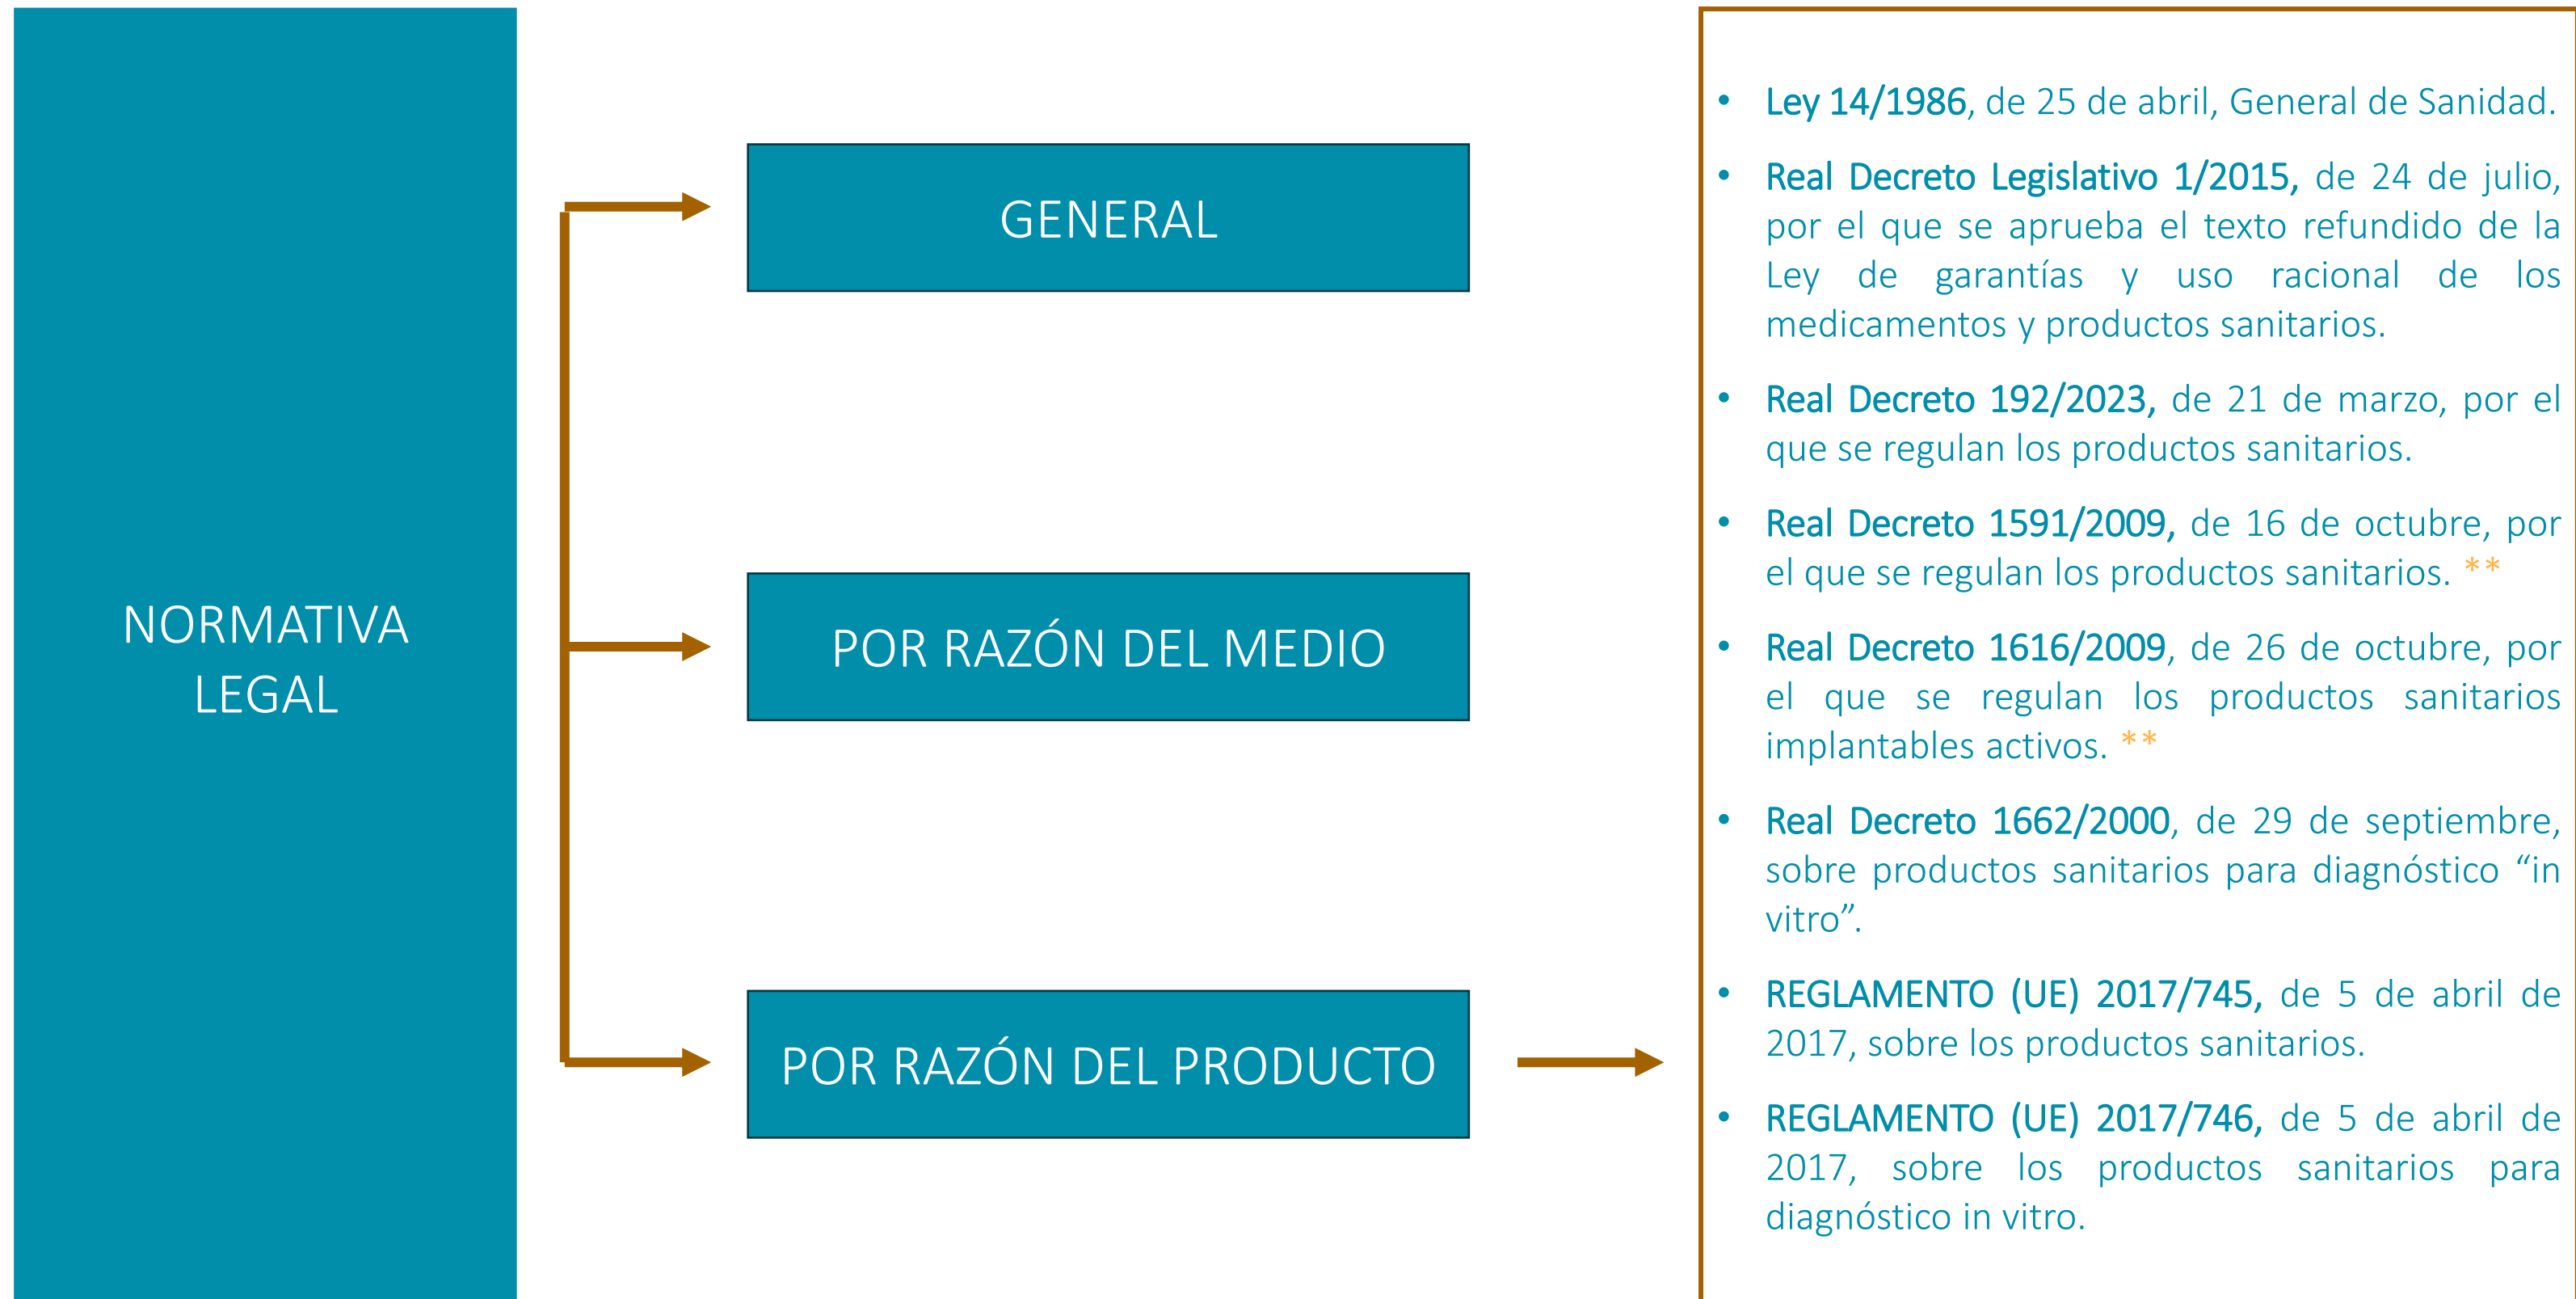 NORMATIVA
LEGAL
GENERAL
POR RAZÓN DEL MEDIO
POR RAZÓN DEL PRODUCTO
• Ley 14/1986, de 25 de abril, General de Sanidad.
• Real Decreto Legislativo 1/2015, de 24 de julio,
por el que se aprueba el texto refundido de la
Ley de garantías y uso racional de los
medicamentos y productos sanitarios.
• Real Decreto 192/2023, de 21 de marzo, por el
que se regulan los productos sanitarios.
• Real Decreto 1591/2009, de 16 de octubre, por
el que se regulan los productos sanitarios. **
• Real Decreto 1616/2009, de 26 de octubre, por
el que se regulan los productos sanitarios
implantables activos. **
• Real Decreto 1662/2000, de 29 de septiembre,
sobre productos sanitarios para diagnóstico “in
vitro”.
• REGLAMENTO (UE) 2017/745, de 5 de abril de
2017, sobre los productos sanitarios.
• REGLAMENTO (UE) 2017/746, de 5 de abril de
2017, sobre los productos sanitarios para
diagnóstico in vitro.